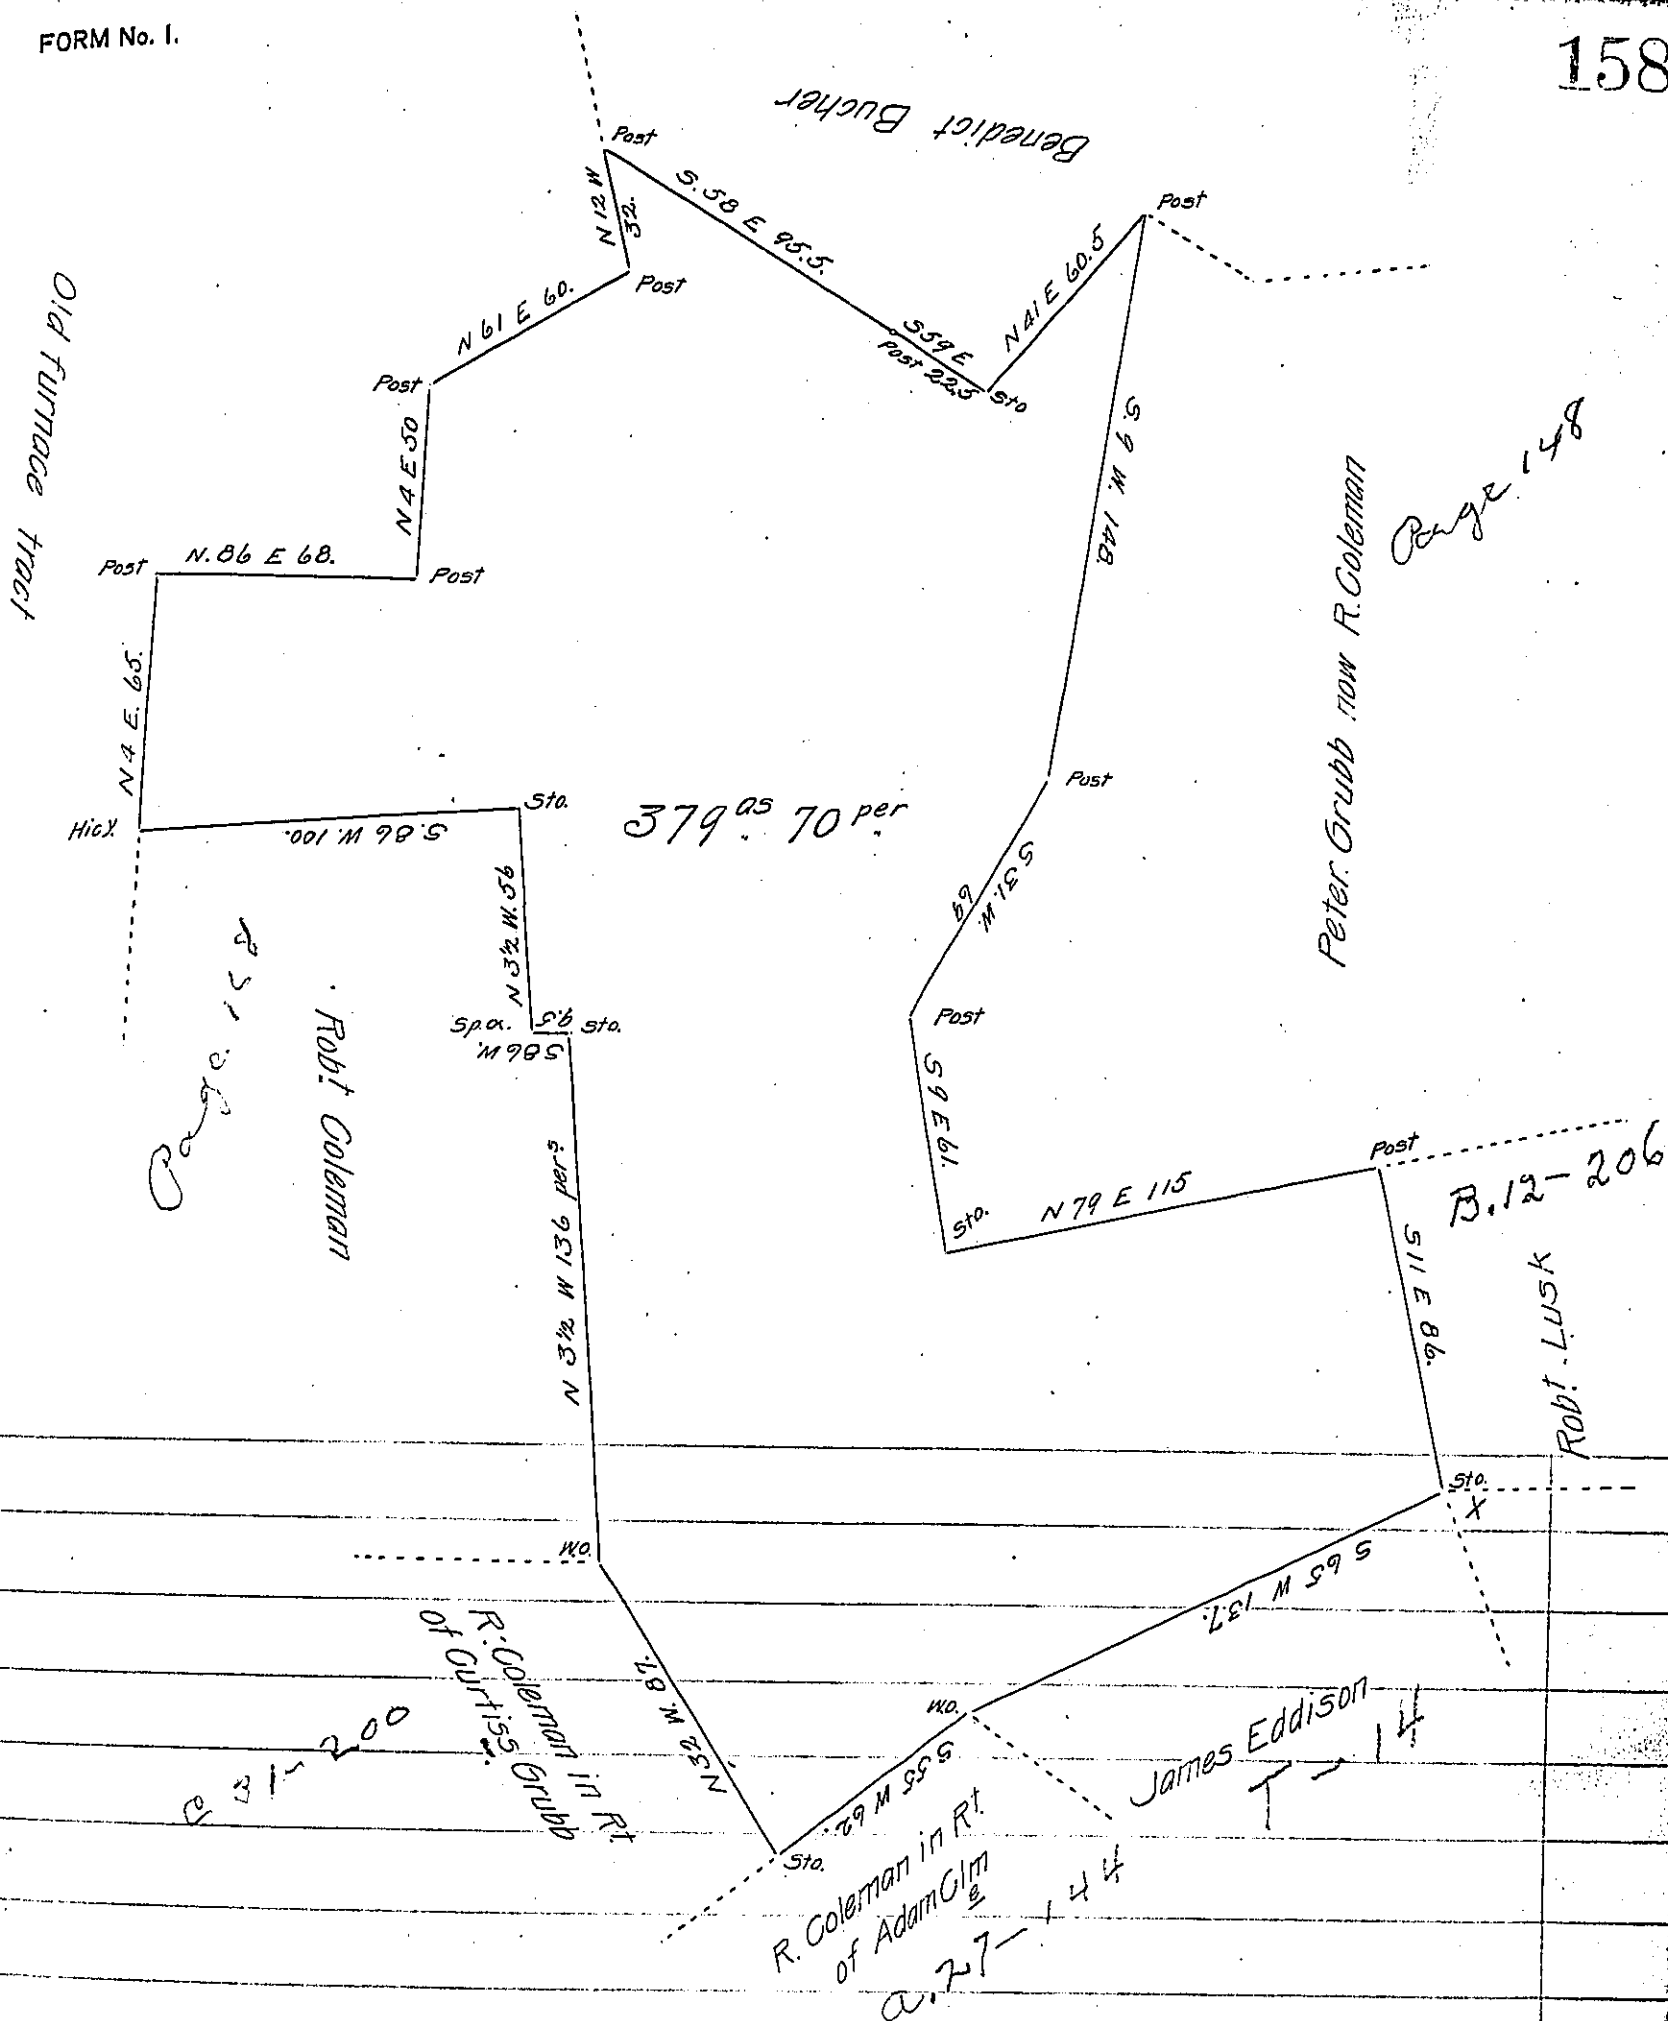 FORM No. 1.
158
Benedict Bucher
Post
N 12 W
32.
S. 58 E 95.5.
Post
N 61 E 60.
Post
S 59 E
Post 22.5
Sto
N 41 E 60.5
Post
Old furnace tract
Post
N 4 E 50
Post
N. 86 E 68.
Post
S. 9 W. 148.
Peter Grubb now R. Coleman
Page 148
N 4 E. 65.
Hicy.
S. 86 W. 100.
Sto.
379 as 70 per
Post
S 31. W.
69
N 3½ W. 56
Sp.o.
9.5
Sto.
S 86 W.
Page 158
Robt Coleman
Post
S 9 E 61.
Sto.
N 79 E 115
Post
B. 12 - 206
S 11 E 86.
Robt. Lusk
N 3½ W 136 pers
Sto.
X
W.O.
S 65 W 137.
R. Coleman in Rt
of Curtiss Grubb
C 31 - 200
N 32 W. 87.
W.O.
S 55 W 62.
Sto.
James Eddison
T - 14
R. Coleman in Rt
of Adam Clm
a. 27 - 144